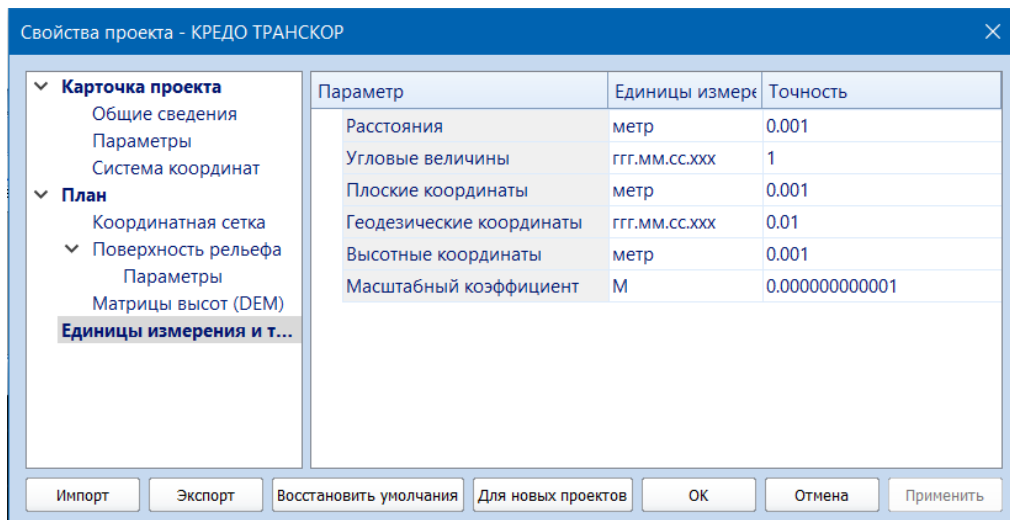 Свойства проекта - КРЕДО ТРАНСКОР
Карточка проекта
Общие сведения
Параметры
Система координат
План
Координатная сетка
Поверхность рельефа
Параметры
Матрицы высот (DEM)
Единицы измерения и т...
Параметр Единицы измере Точность
Расстояния метр 0.001
Угловые величины ггг.мм.сс.xxx 1
Плоские координаты метр 0.001
Геодезические координаты ггг.мм.сс.xxx 0.01
Высотные координаты метр 0.001
Масштабный коэффициент М 0.000000000001
Импорт Экспорт Восстановить умолчания Для новых проектов ОК Отмена Применить